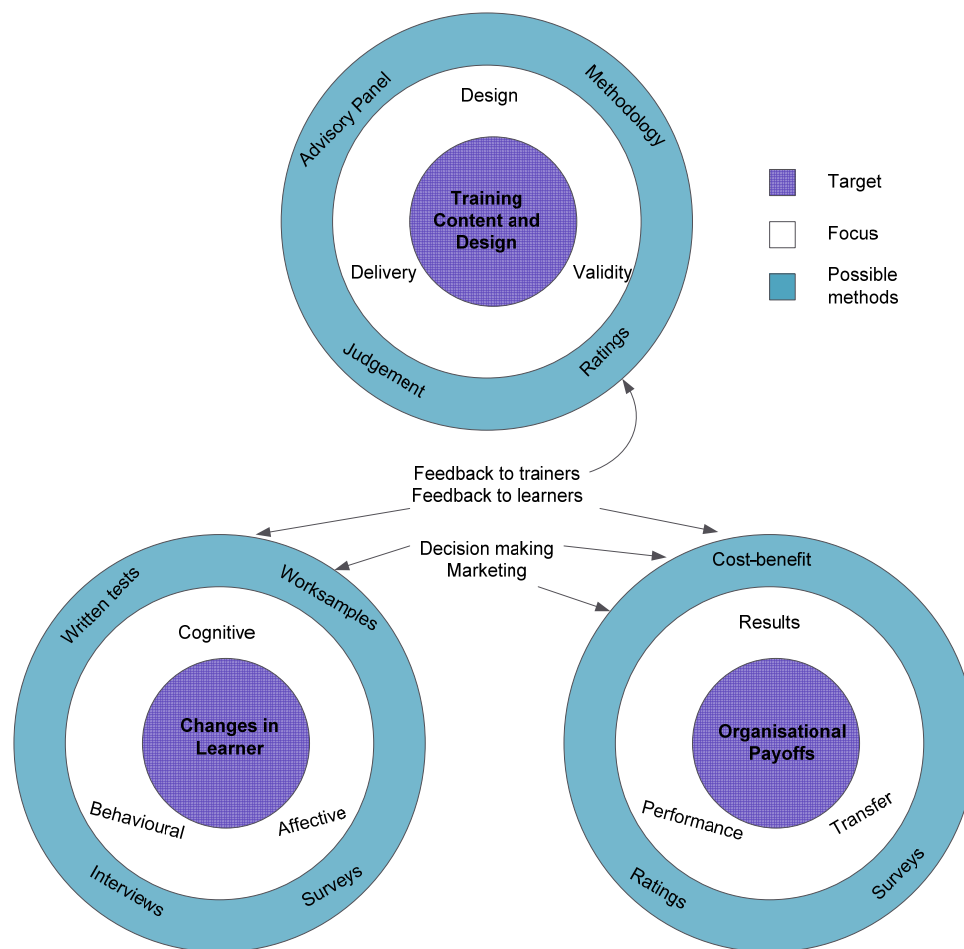 Advisory Panel
Methodology
Design
Training
Content and
Design
Delivery
Validity
Judgement
Ratings
Target
Focus
Possible
methods
Feedback to trainers
Feedback to learners
Decision making
Marketing
Written tests
Worksamples
Cognitive
Changes in
Learner
Behavioural
Affective
Interviews
Surveys
Cost-benefit
Results
Organisational
Payoffs
Performance
Transfer
Ratings
Surveys